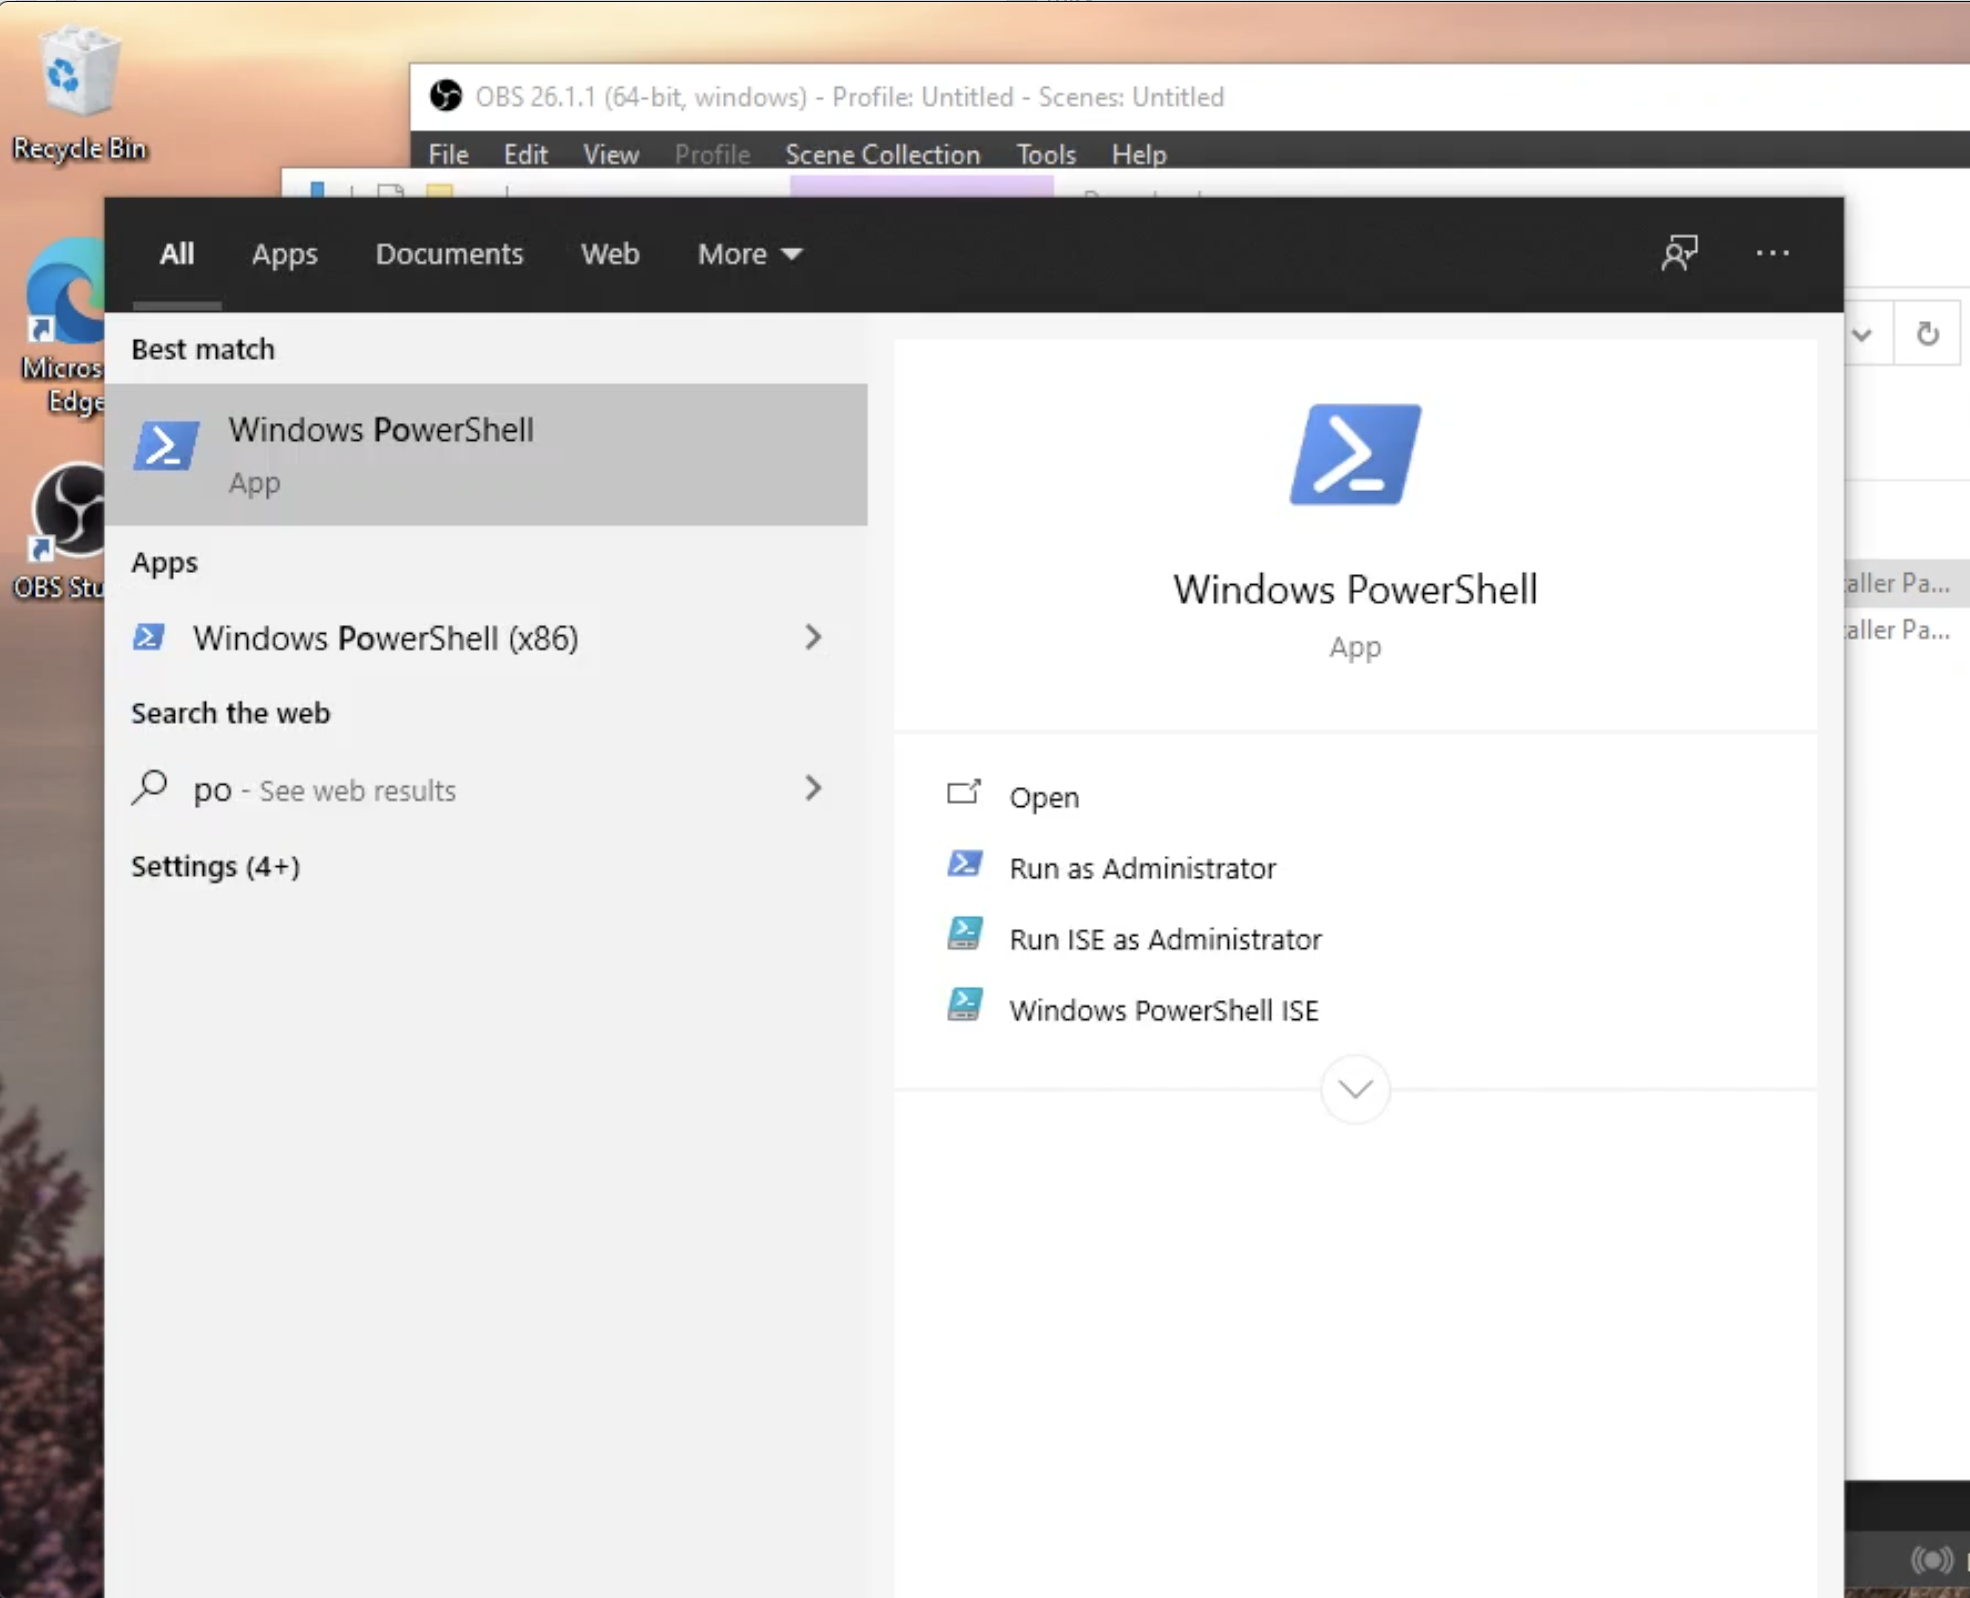 Recycle Bin
OBS 26.1.1 (64-bit, windows) - Profile: Untitled - Scenes: Untitled
File Edit View Profile Scene Collection Tools Help
All Apps Documents Web More
Best match
Windows PowerShell
App
Apps
Windows PowerShell (x86)
Search the web
po - See web results
Settings (4+)
Windows PowerShell
App
Open
Run as Administrator
Run ISE as Administrator
Windows PowerShell ISE
Micros
Edge
OBS Stu
aller Pa...
aller Pa...